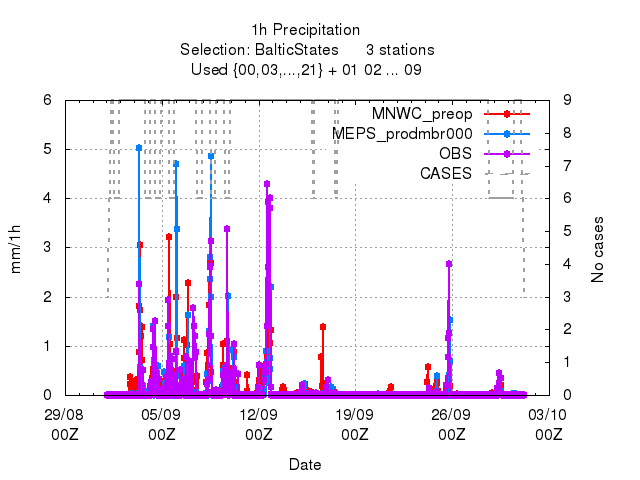 1h Precipitation
Selection: BalticStates 3 stations
Used {00,03,...,21} + 01 02 ... 09
MNWC_preop
MEPS_prodmbr000
OBS
CASES
mm/1h
6
5
4
3
2
1
0
No cases
9
8
7
6
5
4
3
2
1
0
29/08 05/09 12/09 19/09 26/09 03/10
00Z 00Z 00Z 00Z 00Z 00Z
Date